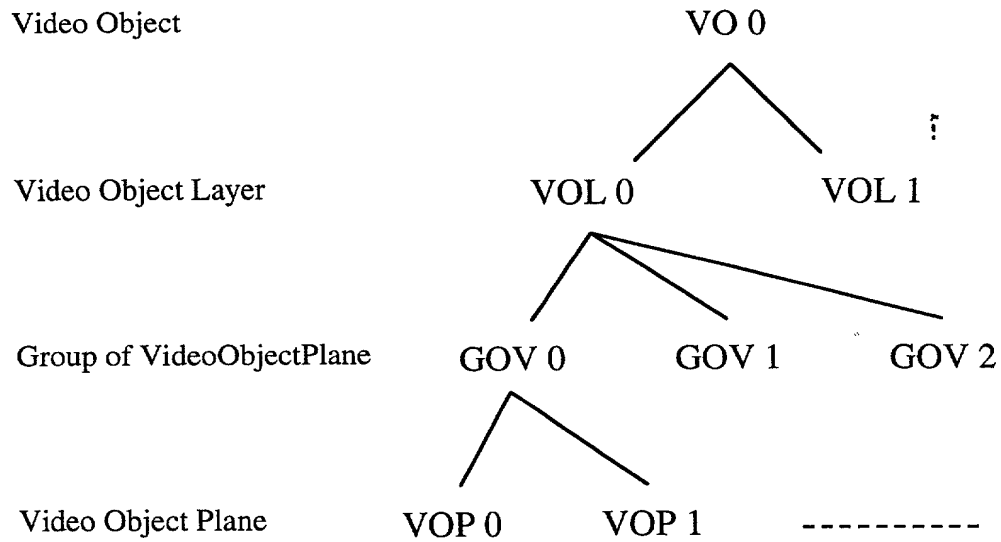 Video Object VO 0
Video Object Layer VOL 0 VOL 1
Group of VideoObjectPlane GOV 0 GOV 1 GOV 2
Video Object Plane VOP 0 VOP 1 ----------